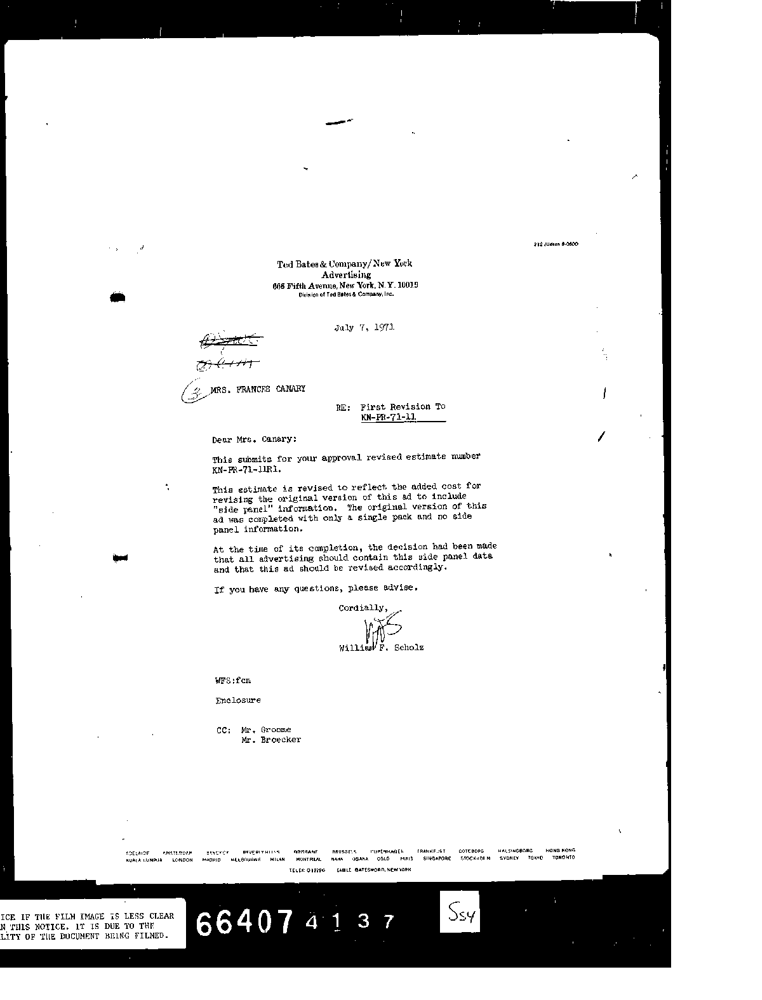 212 JUdson 6-0600
Ted Bates & Company/New York
Advertising
666 Fifth Avenue, New York, N.Y. 10019
Division of Ted Bates & Company, Inc.
July 7, 1971
3
MRS. FRANCES CANARY
RE: First Revision To
KN-PR-71-11
Dear Mrs. Canary:
This submits for your approval revised estimate number
KN-PR-71-11R1.
This estimate is revised to reflect the added cost for
revising the original version of this ad to include
"side panel" information. The original version of this
ad was completed with only a single pack and no side
panel information.
At the time of its completion, the decision had been made
that all advertising should contain this side panel data
and that this ad should be revised accordingly.
If you have any questions, please advise.
Cordially,
WFS
William F. Scholz
WFS:fcn
Enclosure
CC: Mr. Groome
Mr. Broecker
ADELAIDE AMSTERDAM BANGKOK BEVERLY HILLS BRISBANE BRUSSELS COPENHAGEN FRANKFURT GOTEBORG HALSINGBORG HONG KONG
KUALA LUMPUR LONDON MADRID MELBOURNE MILAN MONTREAL NAHA OSAKA OSLO PARIS SINGAPORE STOCKHOLM SYDNEY TOKYO TORONTO
TELEX CABLE BATESWORR, NEW YORK
ICE IF THE FILM IMAGE IS LESS CLEAR
N THIS NOTICE. IT IS DUE TO THE
LITY OF THE DOCUMENT BEING FILMED.
66407 4137
SSY